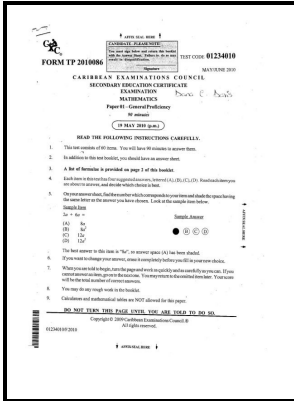 AFFIX SEAL HERE
CANDIDATE - PLEASE NOTE!
You must sign below and return this booklet with the Answer Sheet. Failure to do so may result in disqualification.
Signature
TEST CODE 01234010
FORM TP 2010086
MAY/JUNE 2010
CARIBBEAN EXAMINATIONS COUNCIL
SECONDARY EDUCATION CERTIFICATE
EXAMINATION
MATHEMATICS
Paper 01 - General Proficiency
90 minutes
19 MAY 2010 (p.m.)
READ THE FOLLOWING INSTRUCTIONS CAREFULLY.
1. This test consists of 60 items. You will have 90 minutes to answer them.
2. In addition to this test booklet, you should have an answer sheet.
3. A list of formulae is provided on page 2 of this booklet.
4. Each item in this test has four suggested answers, lettered (A), (B), (C), (D). Read each item you
are about to answer, and decide which choice is best.
5. On your answer sheet, find the number which corresponds to your item and shade the space having
the same letter as the answer you have chosen. Look at the sample item below.
Sample Item
2a + 6a =
Sample Answer
(A) 8a
(B) 8a²
(C) 12a
(D) 12a²
B C D
The best answer to this item is "8a", so answer space (A) has been shaded.
6. If you want to change your answer, erase it completely before you fill in your new choice.
7. When you are told to begin, turn the page and work as quickly and as carefully as you can. If you
cannot answer an item, go on to the next one. You may return to the omitted item later. Your score
will be the total number of correct answers.
8. You may do any rough work in the booklet.
9. Calculators and mathematical tables are NOT allowed for this paper.
DO NOT TURN THIS PAGE UNTIL YOU ARE TOLD TO DO SO.
Copyright © 2009 Caribbean Examinations Council ®
All rights reserved.
01234010/F2010
AFFIX SEAL HERE